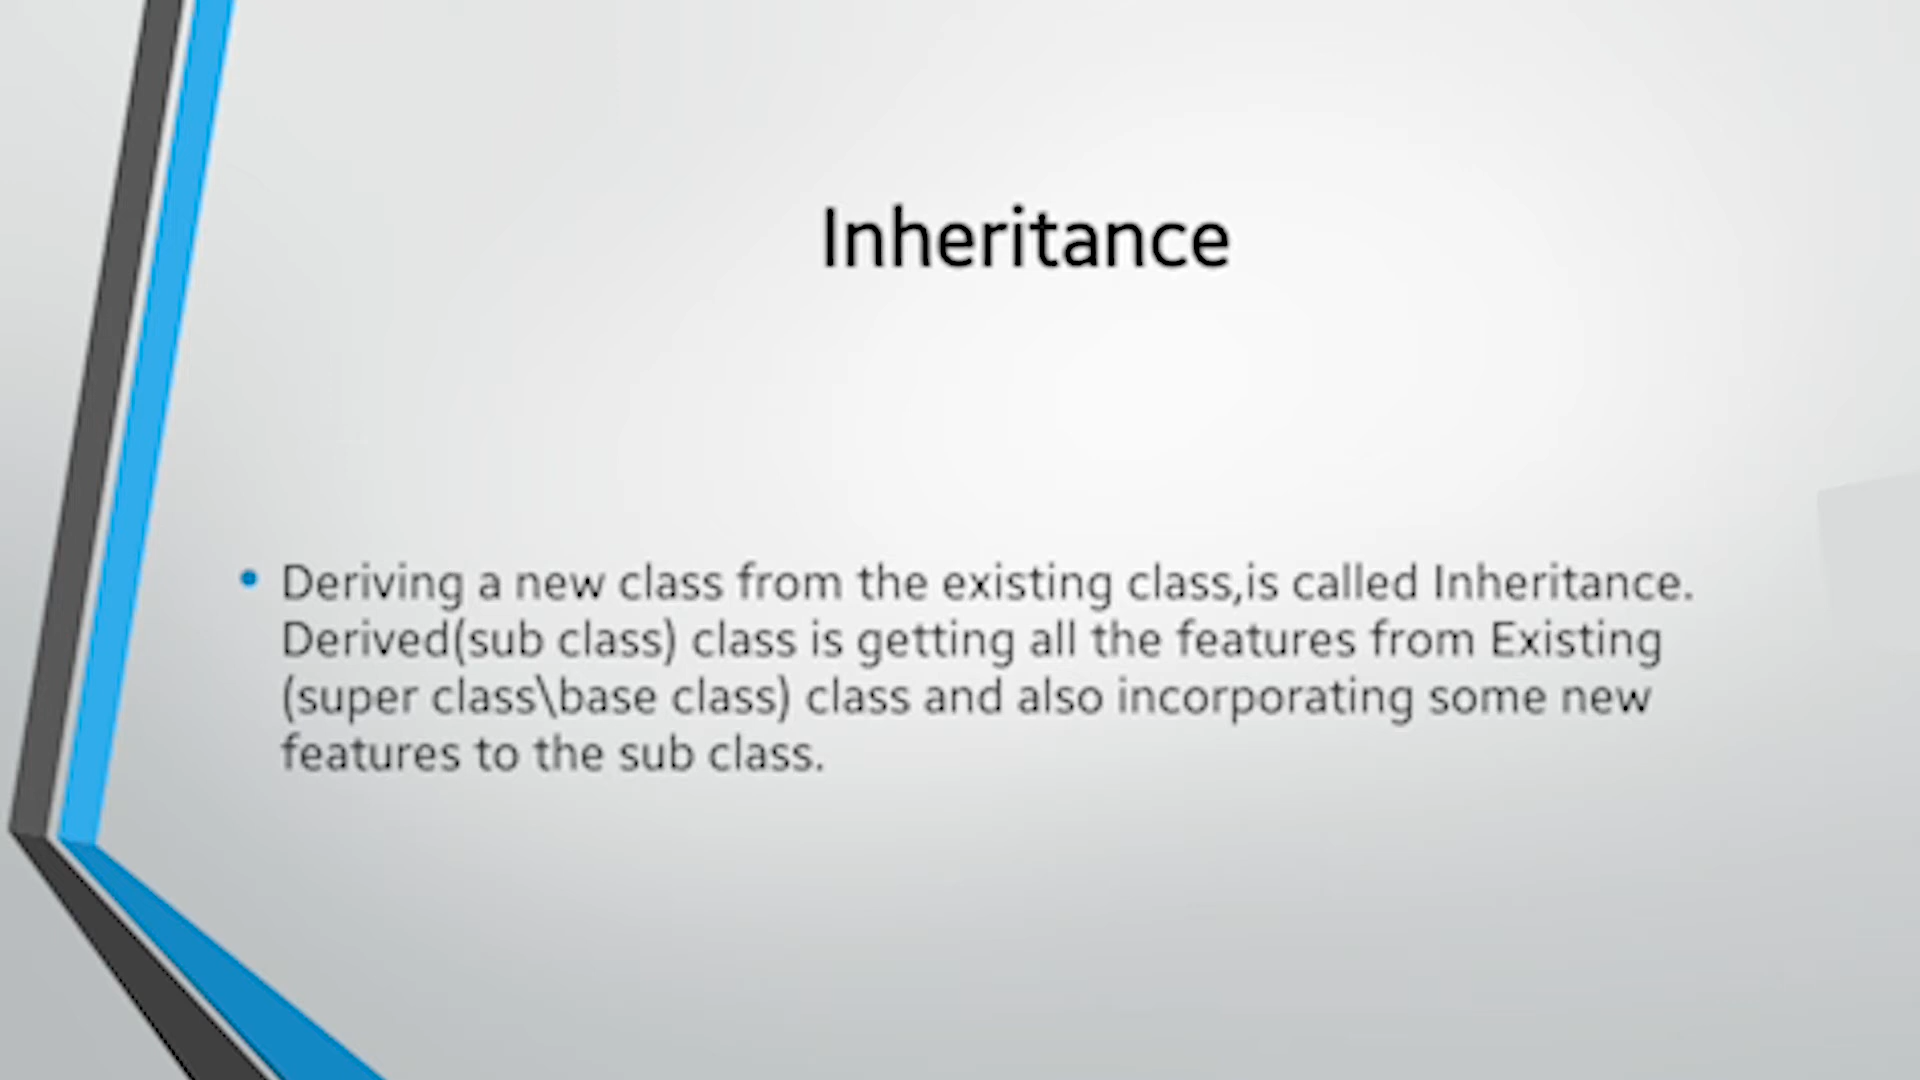 Inheritance
• Deriving a new class from the existing class,is called Inheritance.
Derived(sub class) class is getting all the features from Existing
(super class\base class) class and also incorporating some new
features to the sub class.